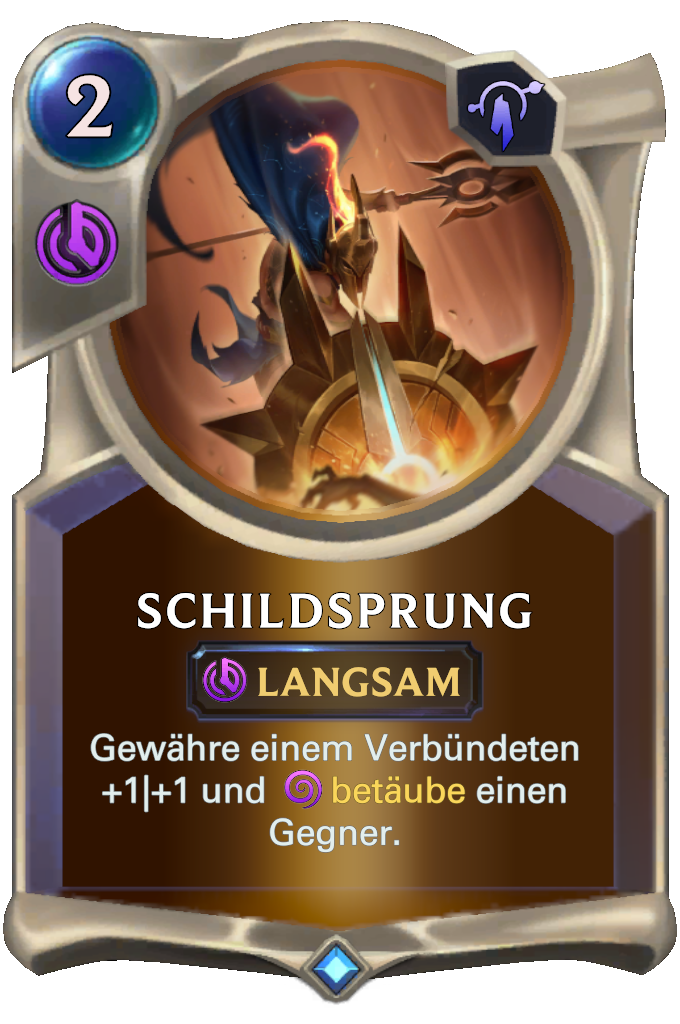 2
SCHILDSPRUNG
LANGSAM
Gewähre einem Verbündeten
+1|+1 und betäube einen
Gegner.